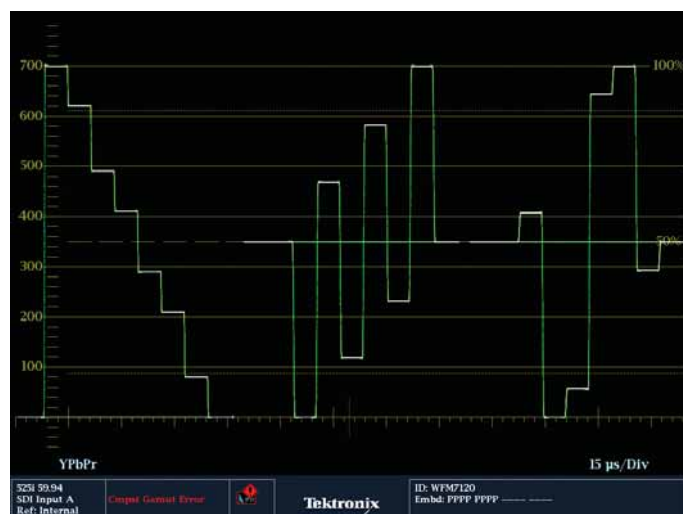 700
600
500
400
300
200
100
100%
50%
YPbPr
15 µs/Div
525i 59.94
SDI Input A
Ref: Internal
Cmpst Gamut Error
Tektronix
ID: WFM7120
Embd: PPPP PPPP ---- ----